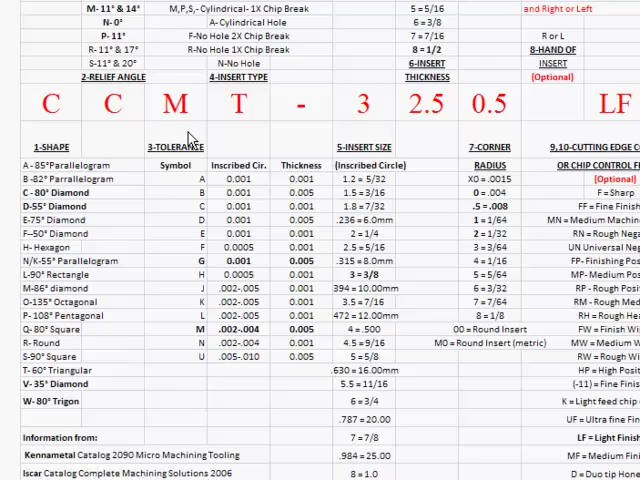 M- 11° & 14° M,P,S,- Cylindrical- 1X Chip Break 5 = 5/16 and Right or Left
N- 0° A- Cylindrical Hole 6 = 3/8
P- 11° F-No Hole 2X Chip Break 7 = 7/16 R or L
R- 11° & 17° R-No Hole 1X Chip Break 8 = 1/2 8-HAND OF
S-11° & 20° N-No Hole 6-INSERT INSERT
2-RELIEF ANGLE 4-INSERT TYPE THICKNESS (Optional)
C C M T - 3 2.5 0.5 LF
1-SHAPE 3-TOLERANCE 5-INSERT SIZE 7-CORNER 9,10-CUTTING EDGE CO
A - 85°Parallelogram Symbol Inscribed Cir. Thickness (Inscribed Circle) RADIUS OR CHIP CONTROL F
B -82° Parrallelogram A 0.001 0.001 1.2 = 5/32 X0 = .0015 (Optional)
C - 80° Diamond B 0.001 0.005 1.5 = 3/16 0 = .004 F = Sharp
D-55° Diamond C 0.001 0.001 1.8 = 7/32 .5 = .008 FF = Fine Finish
E-75° Diamond D 0.001 0.005 .236 = 6.0mm 1 = 1/64 MN = Medium Machin
F--50° Diamond E 0.001 0.001 2 = 1/4 2 = 1/32 RN = Rough Neg
H- Hexagon F 0.0005 0.001 2.5 = 5/16 3 = 3/64 UN Universal Neg
N/K-55° Parallelogram G 0.001 0.005 .315 = 8.0mm 4 = 1/16 FP- Finishing Po
L-90° Rectangle H 0.0005 0.001 3 = 3/8 5 = 5/64 MP- Medium Posi
M-86° diamond J .002-.005 0.001 394 = 10.00mm 6 = 3/32 RP - Rough Posi
O-135° Octagonal K .002-.005 0.001 3.5 = 7/16 7 = 7/64 RM - Rough Med
P- 108° Pentagonal L .002-.005 0.001 472 = 12.00mm 8 = 1/8 RH = Rough Hea
Q- 80° Square M .002-.004 0.005 4 = .500 00 = Round Insert FW = Finish Wi
R- Round N .002-.004 0.001 4.5 = 9/16 M0 = Round Insert (metric) MW = Medium W
S-90° Square U .005-.010 0.005 5 = 5/8 RW = Rough Wi
T- 60° Triangular .630 = 16.00mm HP = High Posi
V- 35° Diamond 5.5 = 11/16 (-11) = Fine Finis
W- 80° Trigon 6 = 3/4 K = Light feed chip c
.787 = 20.00 UF = Ultra fine Fini
Information from: 7 = 7/8 LF = Light Finish
Kennametal Catalog 2090 Micro Machining Tooling .984 = 25.00 MF = Medium Fini
Iscar Catalog Complete Machining Solutions 2006 8 = 1.0 D = Duo tip Hone